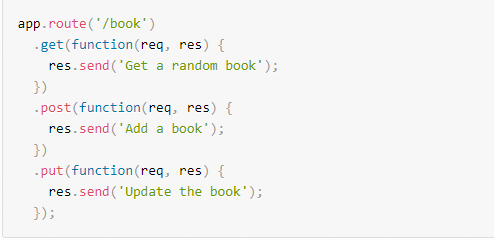 app.route('/book')
  .get(function(req, res) {
    res.send('Get a random book');
  })
  .post(function(req, res) {
    res.send('Add a book');
  })
  .put(function(req, res) {
    res.send('Update the book');
  });